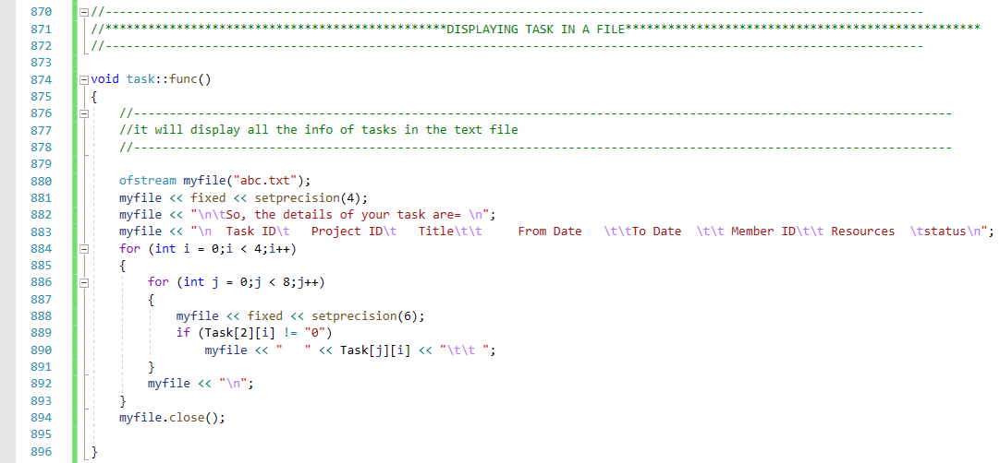 870 //-------------------------------------------------------------------------------------------------------------------
871 //************************************************DISPLAYING TASK IN A FILE**************************************************
872 //-------------------------------------------------------------------------------------------------------------------
873
874 void task::func()
875 {
876     //-------------------------------------------------------------------------------------------------------------------
877     //it will display all the info of tasks in the text file
878     //-------------------------------------------------------------------------------------------------------------------
879
880     ofstream myfile("abc.txt");
881     myfile << fixed << setprecision(4);
882     myfile << "\n\tSo, the details of your task are= \n";
883     myfile << "\n  Task ID\t   Project ID\t   Title\t\t     From Date   \t\tTo Date  \t\t Member ID\t\t Resources  \tstatus\n";
884     for (int i = 0;i < 4;i++)
885     {
886         for (int j = 0;j < 8;j++)
887         {
888             myfile << fixed << setprecision(6);
889             if (Task[2][i] != "0")
890                 myfile << "   " << Task[j][i] << "\t\t ";
891         }
892         myfile << "\n";
893     }
894     myfile.close();
895
896 }